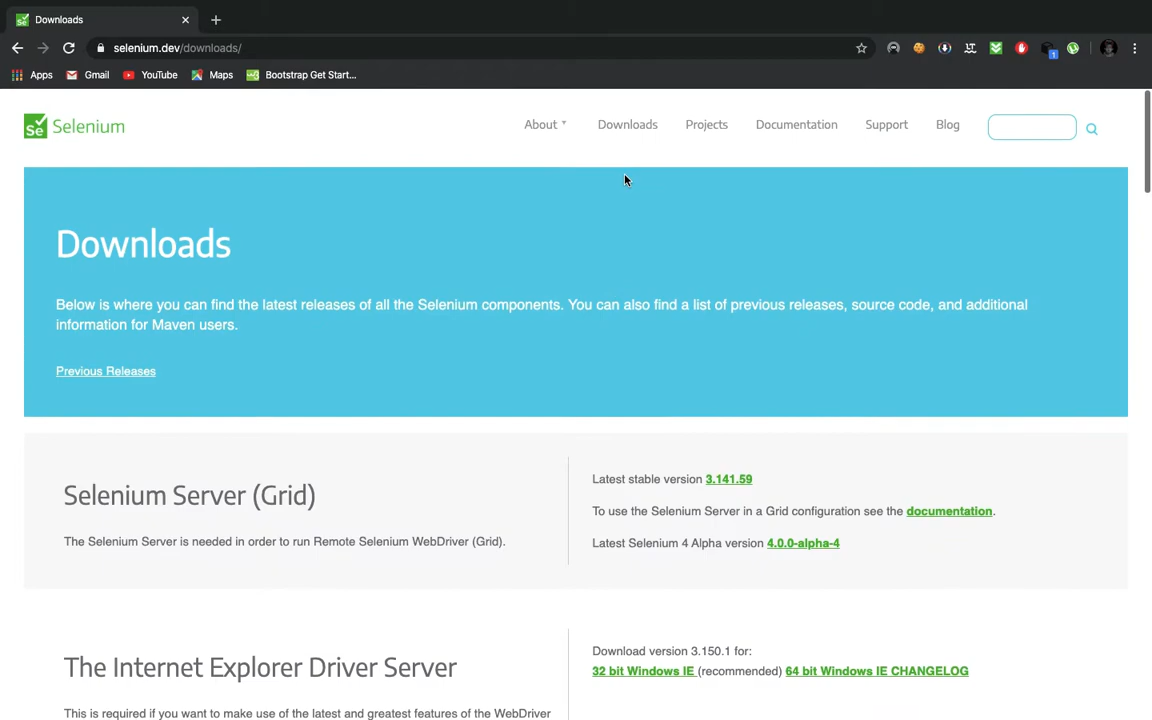 Downloads
selenium.dev/downloads/
Apps
Gmail
YouTube
Maps
Bootstrap Get Start...
Se Selenium
About
Downloads
Projects
Documentation
Support
Blog
Downloads
Below is where you can find the latest releases of all the Selenium components. You can also find a list of previous releases, source code, and additional
information for Maven users.
Previous Releases
Selenium Server (Grid)
The Selenium Server is needed in order to run Remote Selenium WebDriver (Grid).
Latest stable version 3.141.59
To use the Selenium Server in a Grid configuration see the documentation.
Latest Selenium 4 Alpha version 4.0.0-alpha-4
The Internet Explorer Driver Server
This is required if you want to make use of the latest and greatest features of the WebDriver
Download version 3.150.1 for:
32 bit Windows IE (recommended) 64 bit Windows IE CHANGELOG